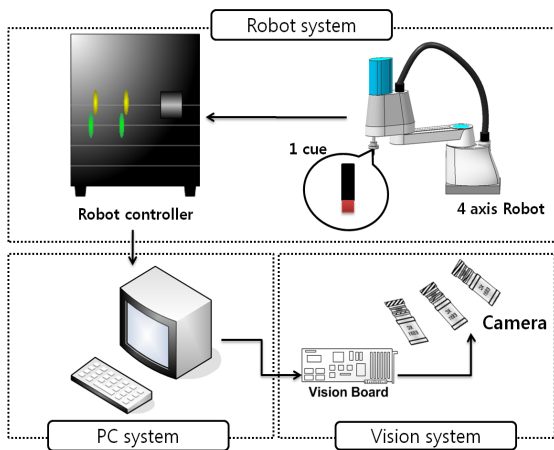 Robot system
1 cue
Robot controller
4 axis Robot
Camera
Vision Board
PC system
Vision system